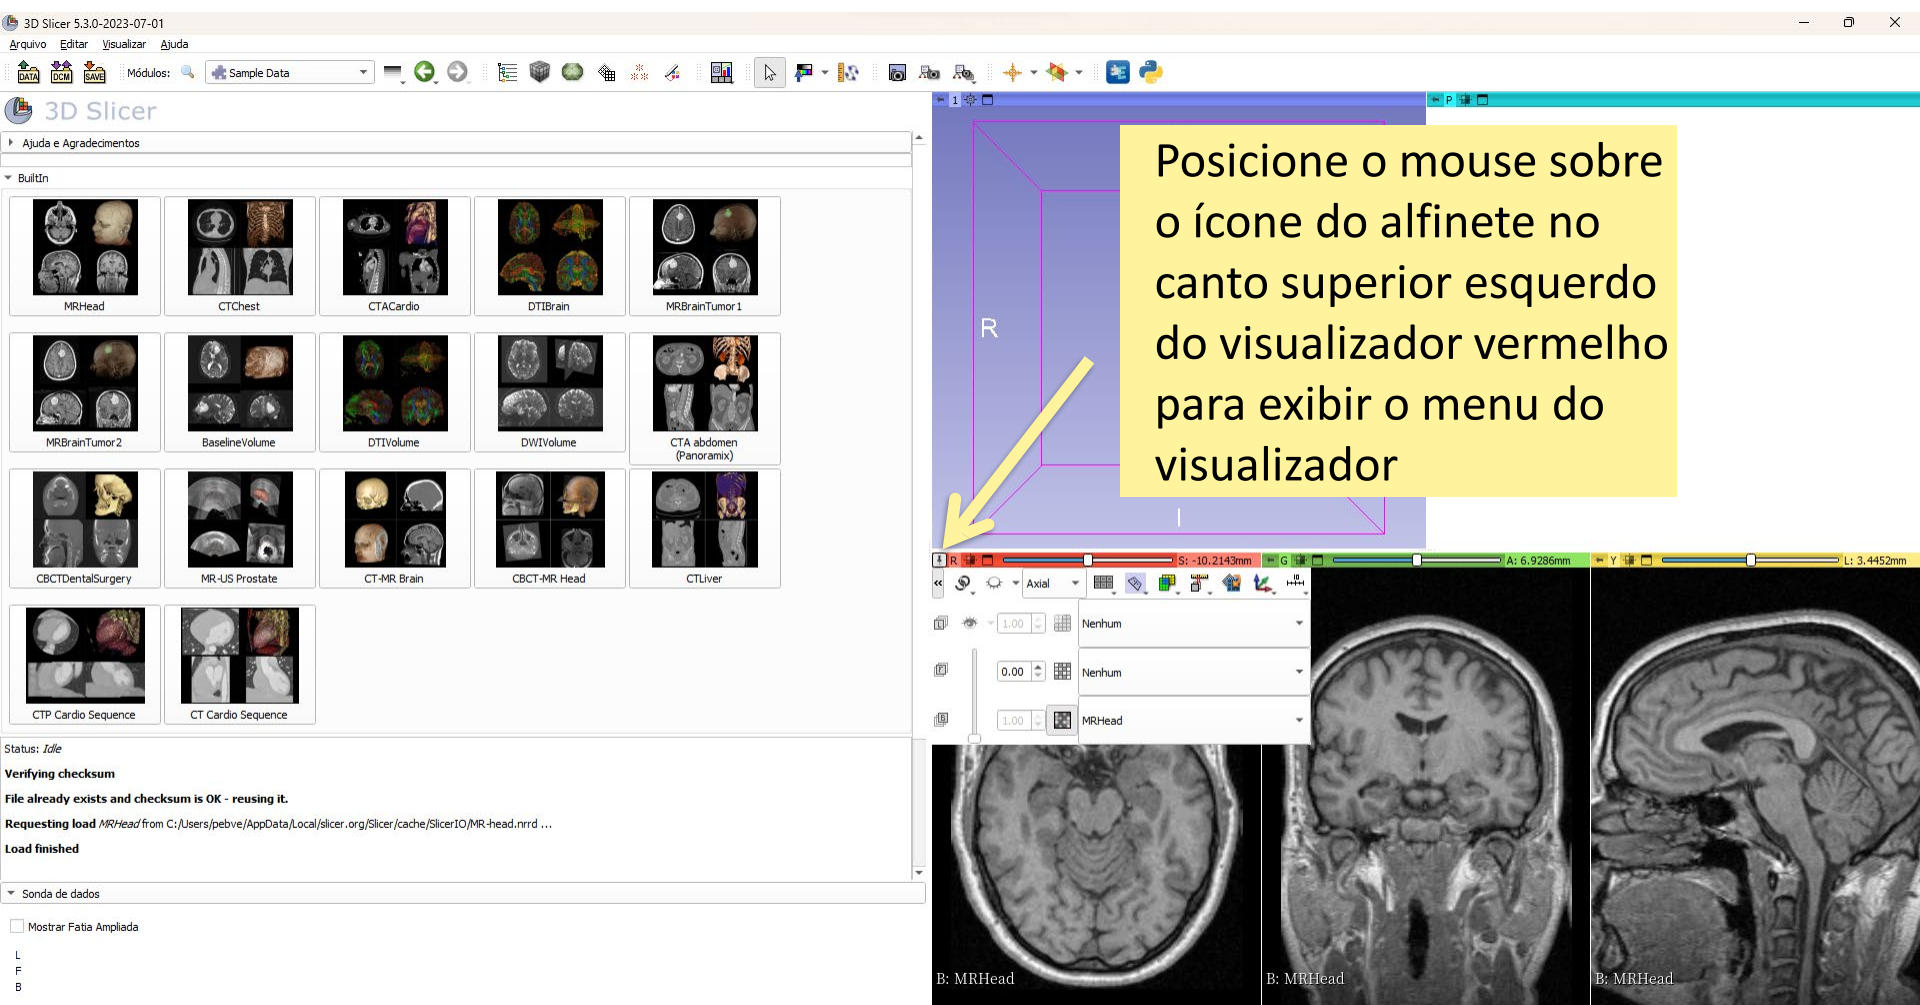 3D Slicer 5.3.0-2023-07-01
Arquivo Editar Visualizar Ajuda
DATA DCM SAVE Módulos: Sample Data
3D Slicer
Ajuda e Agradecimentos
BuiltIn
MRHead CTChest CTACardio DTIBrain MRBrainTumor1
MRBrainTumor2 BaselineVolume DTIVolume DWIVolume CTA abdomen
(Panoramix)
CBCTDentalSurgery MR-US Prostate CT-MR Brain CBCT-MR Head CTLiver
CTP Cardio Sequence CT Cardio Sequence
Status: Idle
Verifying checksum
File already exists and checksum is OK - reusing it.
Requesting load MRHead from C:/Users/pebve/AppData/Local/slicer.org/Slicer/cache/SlicerIO/MR-head.nrrd ...
Load finished
Sonda de dados
Mostrar Fatia Ampliada
L
F
B
1
P
R
I
Posicione o mouse sobre
o ícone do alfinete no
canto superior esquerdo
do visualizador vermelho
para exibir o menu do
visualizador
R S: -10.2143mm G A: 6.9286mm Y L: 3.4452mm
Axial
L 1.00 Nenhum
F 0.00 Nenhum
B 1.00 MRHead
B: MRHead B: MRHead B: MRHead